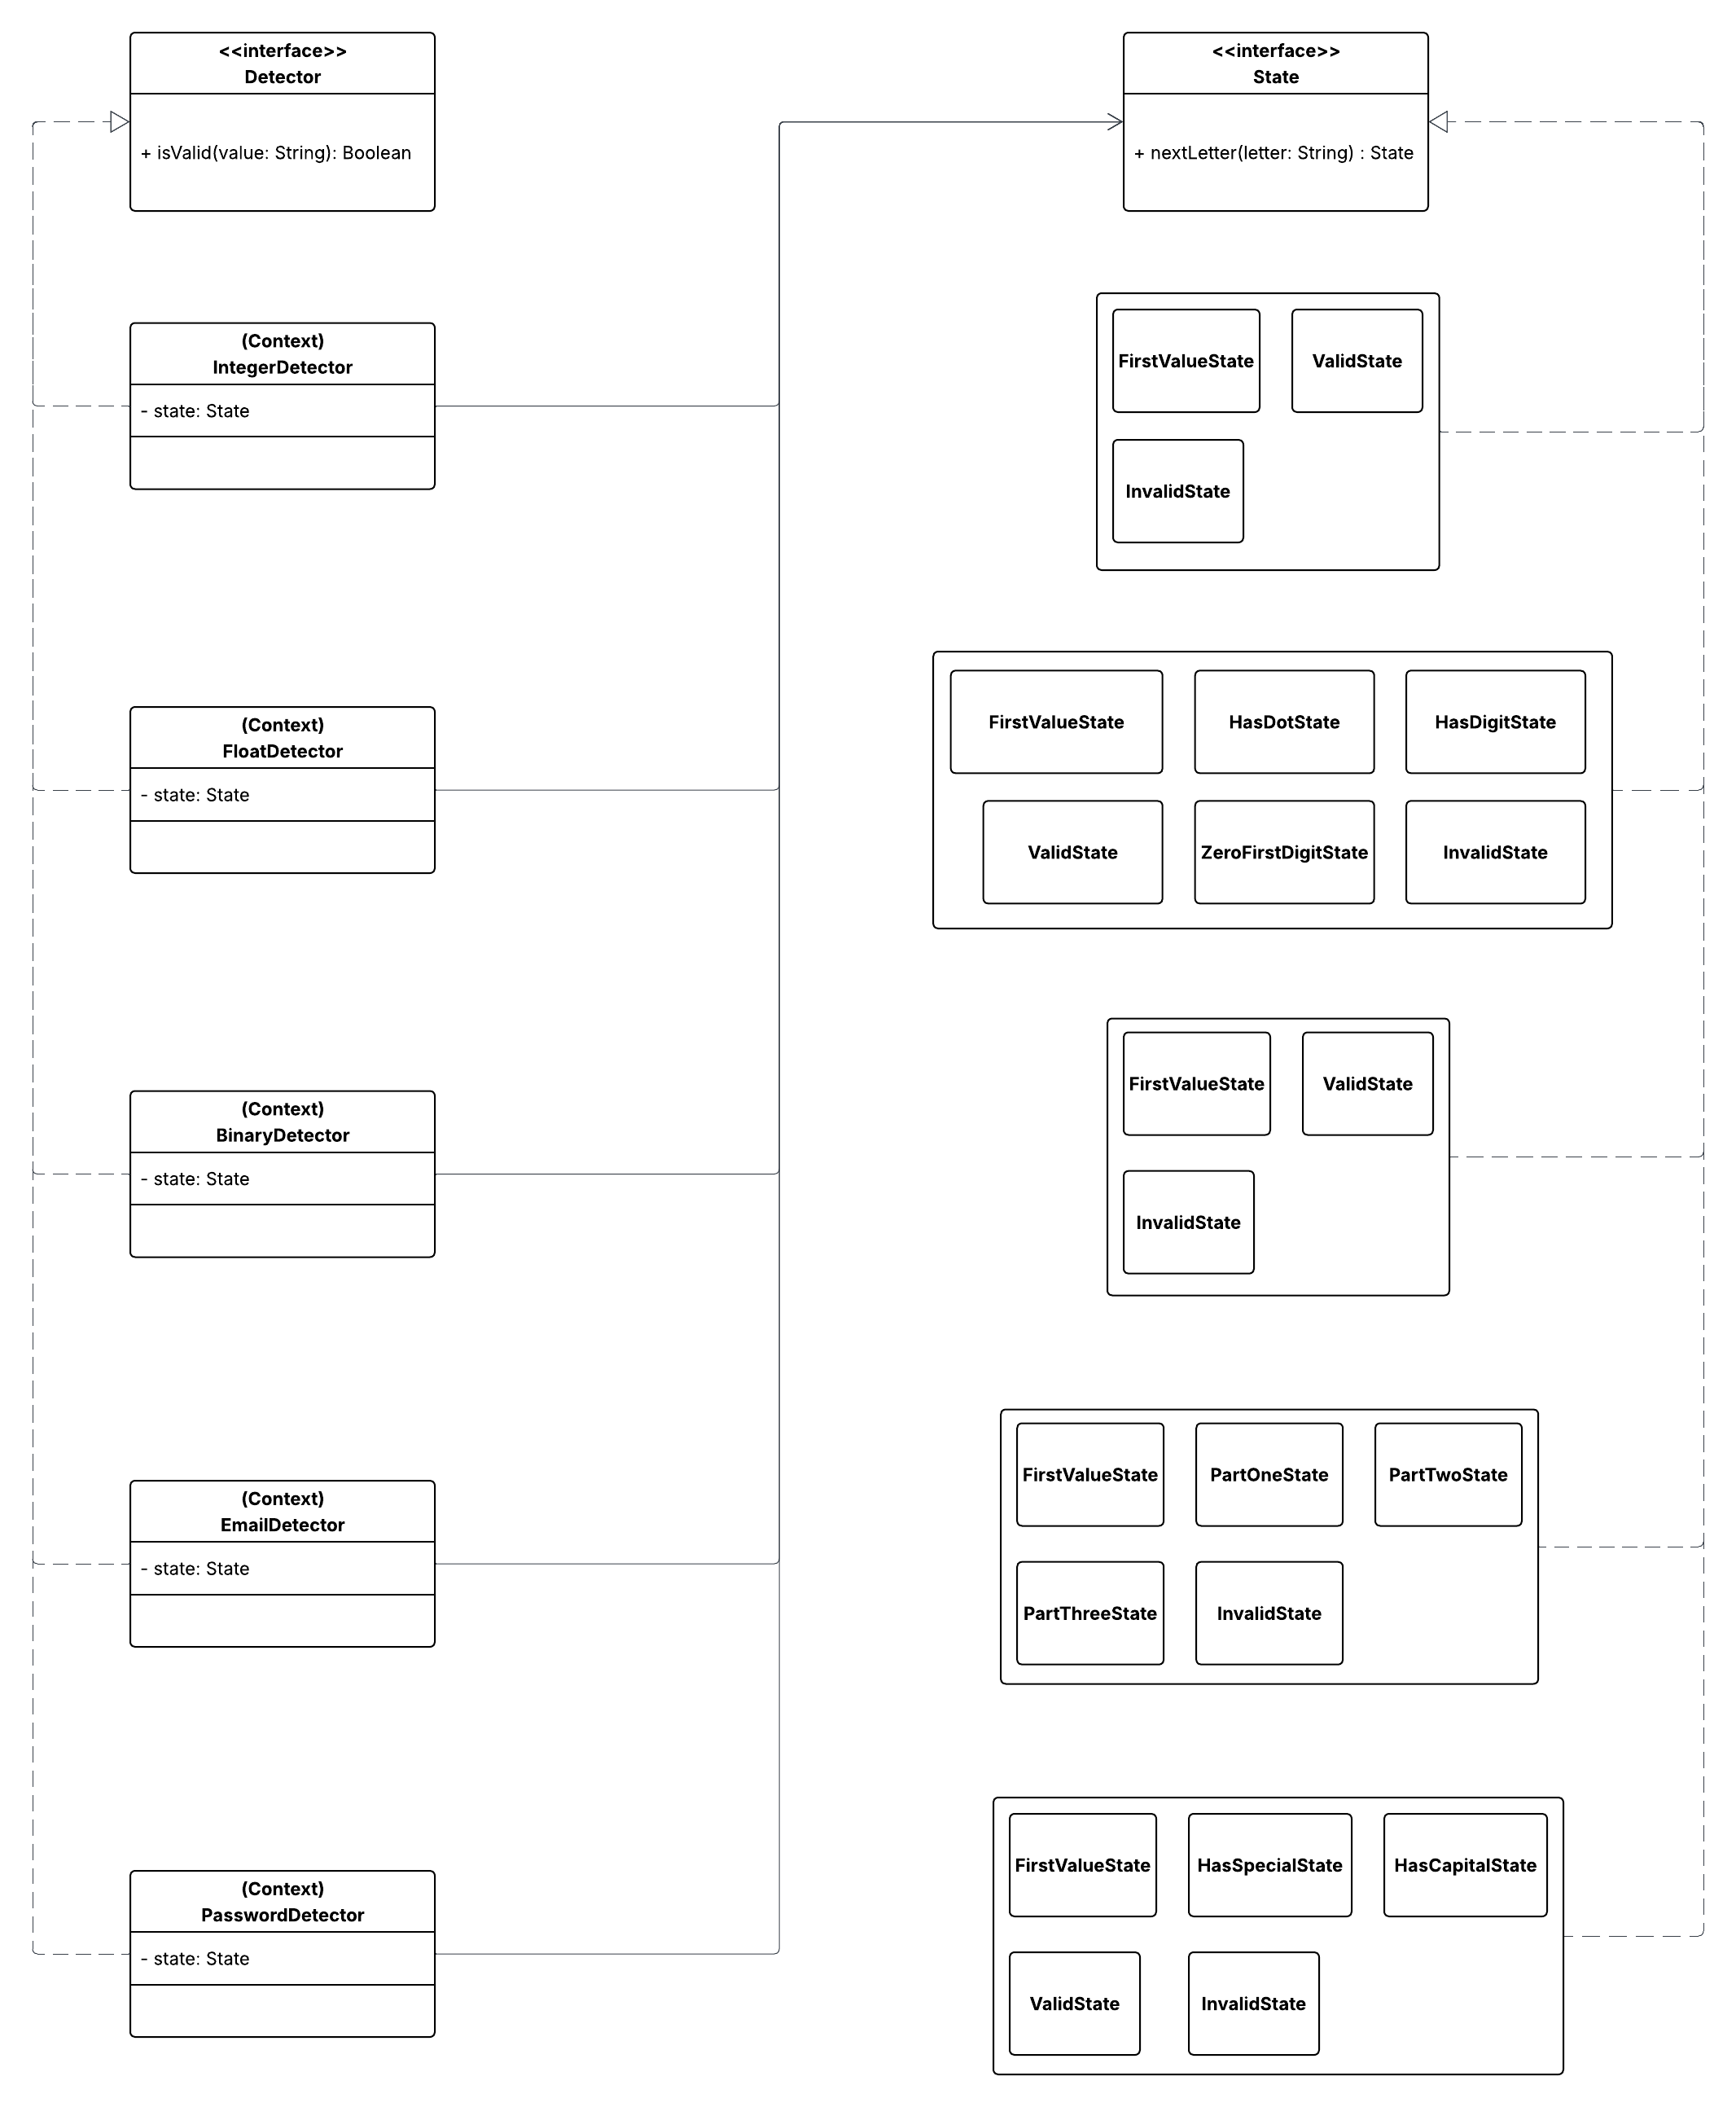 <<interface>>
Detector
+ isValid(value: String): Boolean
<<interface>>
State
+ nextLetter(letter: String) : State
(Context)
IntegerDetector
- state: State
FirstValueState
ValidState
InvalidState
(Context)
FloatDetector
- state: State
FirstValueState
HasDotState
HasDigitState
ValidState
ZeroFirstDigitState
InvalidState
(Context)
BinaryDetector
- state: State
FirstValueState
ValidState
InvalidState
(Context)
EmailDetector
- state: State
FirstValueState
PartOneState
PartTwoState
PartThreeState
InvalidState
(Context)
PasswordDetector
- state: State
FirstValueState
HasSpecialState
HasCapitalState
ValidState
InvalidState